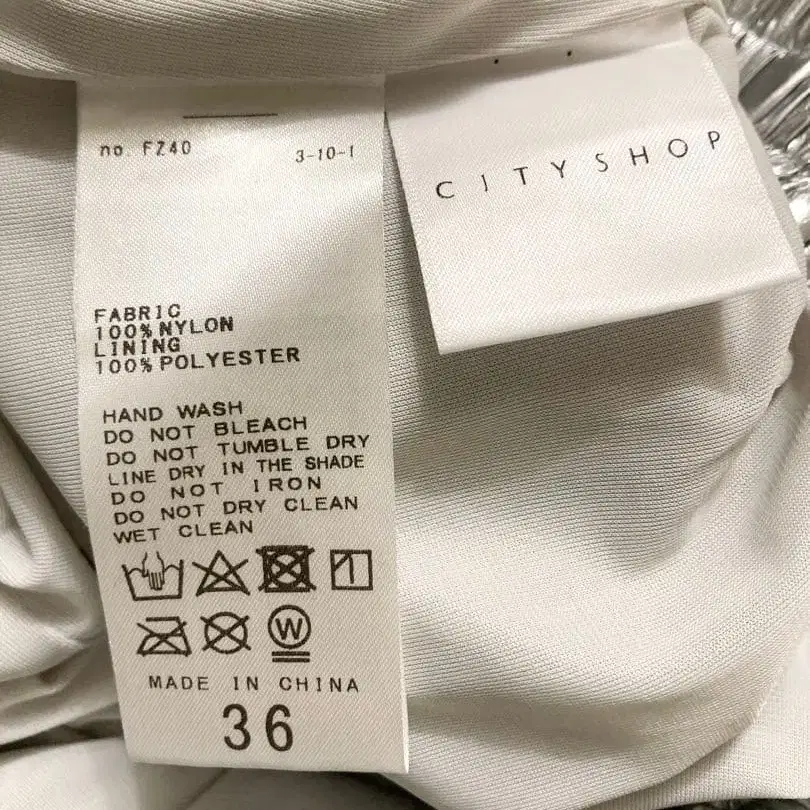 no. FZ40 3-10-1
CITYSHOP
FABRIC
100% NYLON
LINING
100% POLYESTER
HAND WASH
DO NOT BLEACH
DO NOT TUMBLE DRY
LINE DRY IN THE SHADE
DO NOT IRON
DO NOT DRY CLEAN
WET CLEAN
W
MADE IN CHINA
36